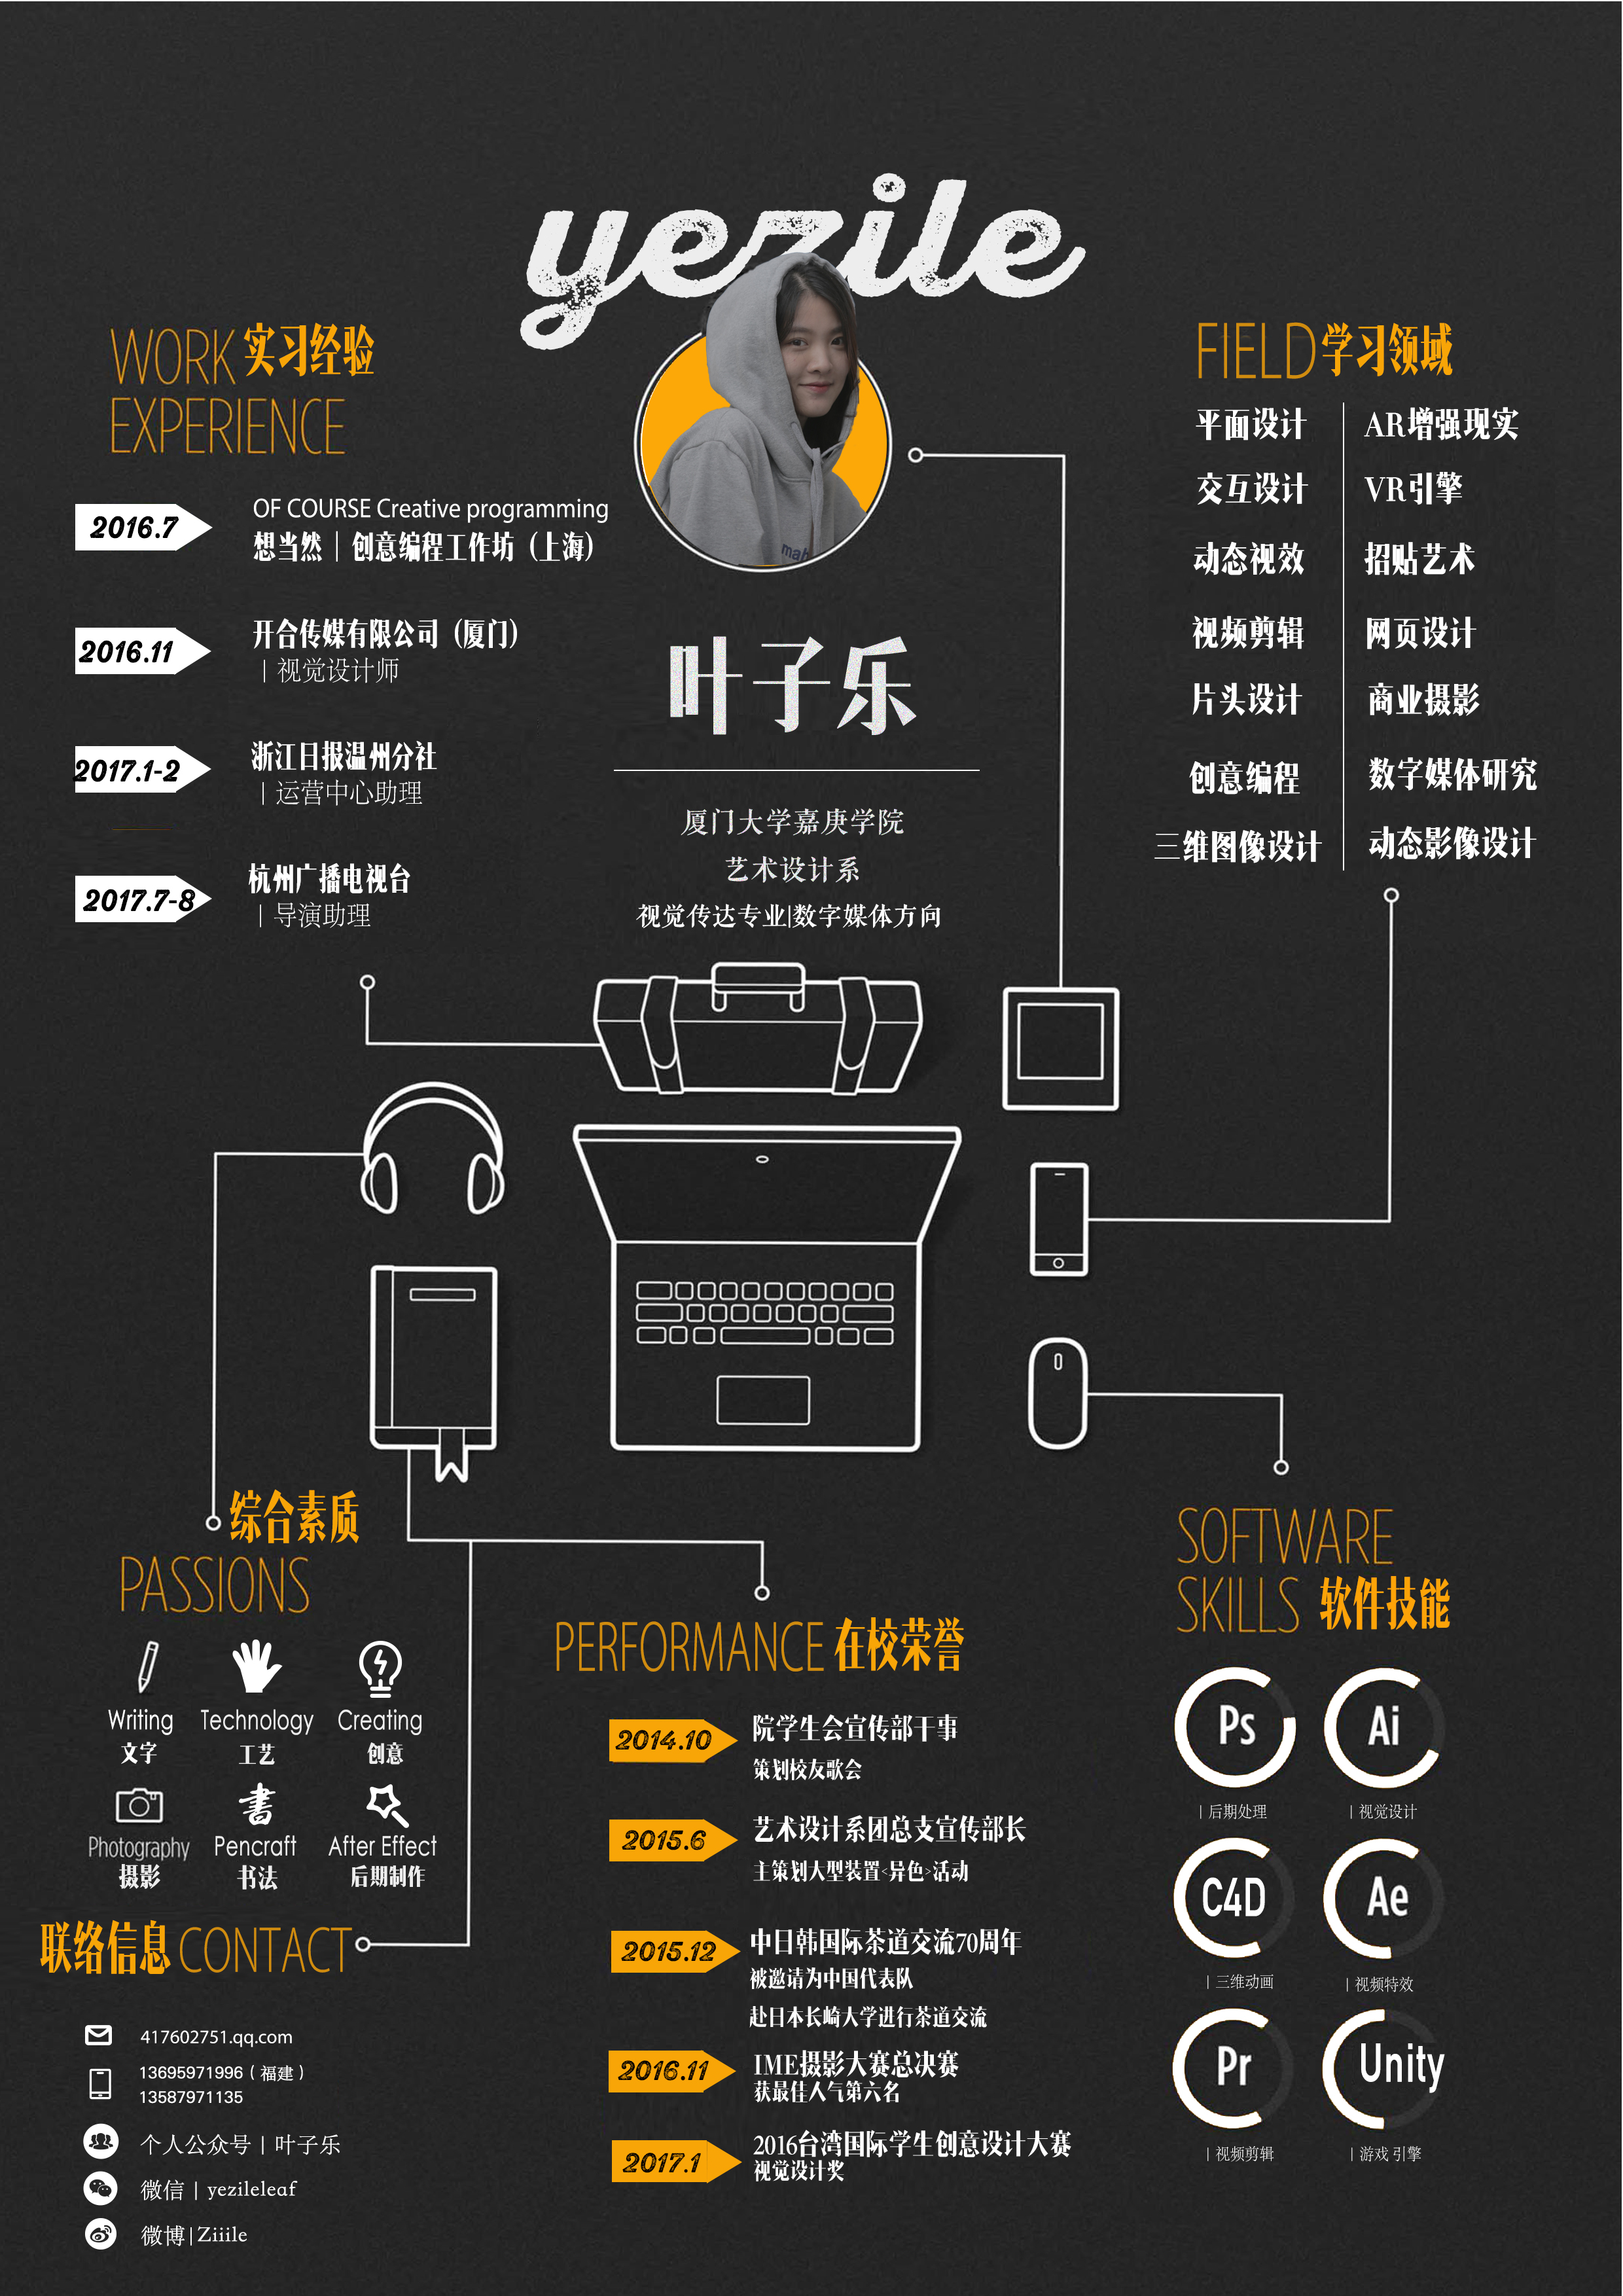 yezile
WORK 实习经验
EXPERIENCE
2016.7
OF COURSE Creative programming
想当然 | 创意编程工作坊（上海）
2016.11
开合传媒有限公司（厦门）
| 视觉设计师
2017.1-2
浙江日报温州分社
| 运营中心助理
2017.7-8
杭州广播电视台
| 导演助理
叶子乐
厦门大学嘉庚学院
艺术设计系
视觉传达专业|数字媒体方向
FIELD 学习领域
平面设计 AR增强现实
交互设计 VR引擎
动态视效 招贴艺术
视频剪辑 网页设计
片头设计 商业摄影
创意编程 数字媒体研究
三维图像设计 动态影像设计
综合素质
PASSIONS
Writing Technology Creating
文字 工艺 创意
書
Photography Pencraft After Effect
摄影 书法 后期制作
联络信息 CONTACT
417602751.qq.com
13695971996（福建）
13587971135
个人公众号 | 叶子乐
微信 | yezileleaf
微博|Ziiile
PERFORMANCE 在校荣誉
2014.10
院学生会宣传部干事
策划校友歌会
2015.6
艺术设计系团总支宣传部长
主策划大型装置<异色>活动
2015.12
中日韩国际茶道交流70周年
被邀请为中国代表队
赴日本长崎大学进行茶道交流
2016.11
IME摄影大赛总决赛
获最佳人气第六名
2017.1
2016台湾国际学生创意设计大赛
视觉设计奖
SOFTWARE
SKILLS 软件技能
Ps Ai
| 后期处理 | 视觉设计
C4D Ae
| 三维动画 | 视频特效
Pr Unity
| 视频剪辑 | 游戏 引擎